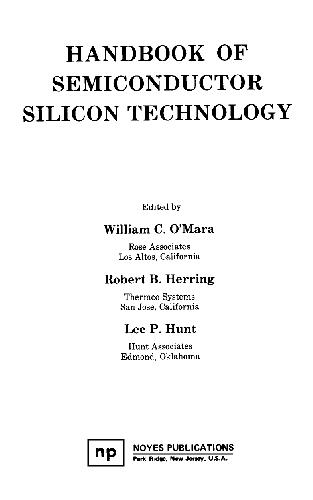 HANDBOOK OF
SEMICONDUCTOR
SILICON TECHNOLOGY
Edited by
William C. O'Mara
Rose Associates
Los Altos, California
Robert B. Herring
Thermco Systems
San Jose, California
Lee P. Hunt
Hunt Associates
Edmond, Oklahoma
np
NOYES PUBLICATIONS
Park Ridge, New Jersey, U.S.A.